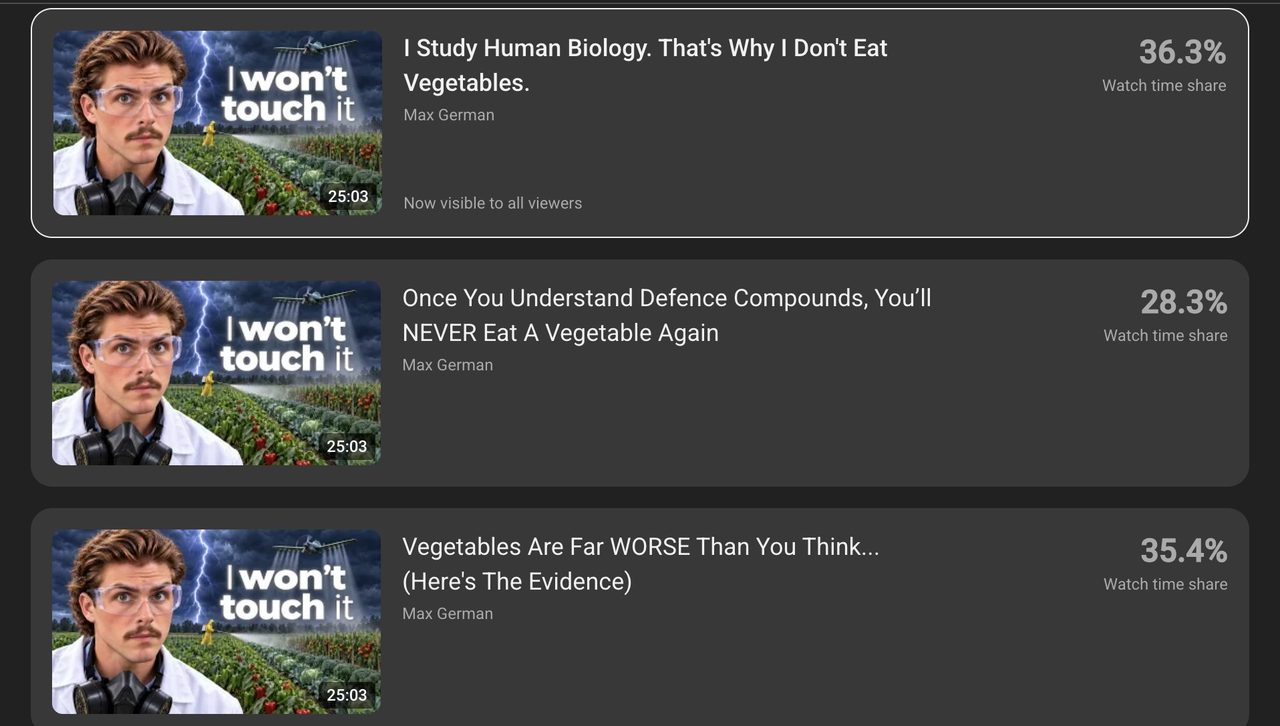 I won't
touch it
25:03
I Study Human Biology. That's Why I Don't Eat
Vegetables.
Max German
Now visible to all viewers
36.3%
Watch time share
I won't
touch it
25:03
Once You Understand Defence Compounds, You’ll
NEVER Eat A Vegetable Again
Max German
28.3%
Watch time share
I won't
touch it
25:03
Vegetables Are Far WORSE Than You Think...
(Here's The Evidence)
Max German
35.4%
Watch time share